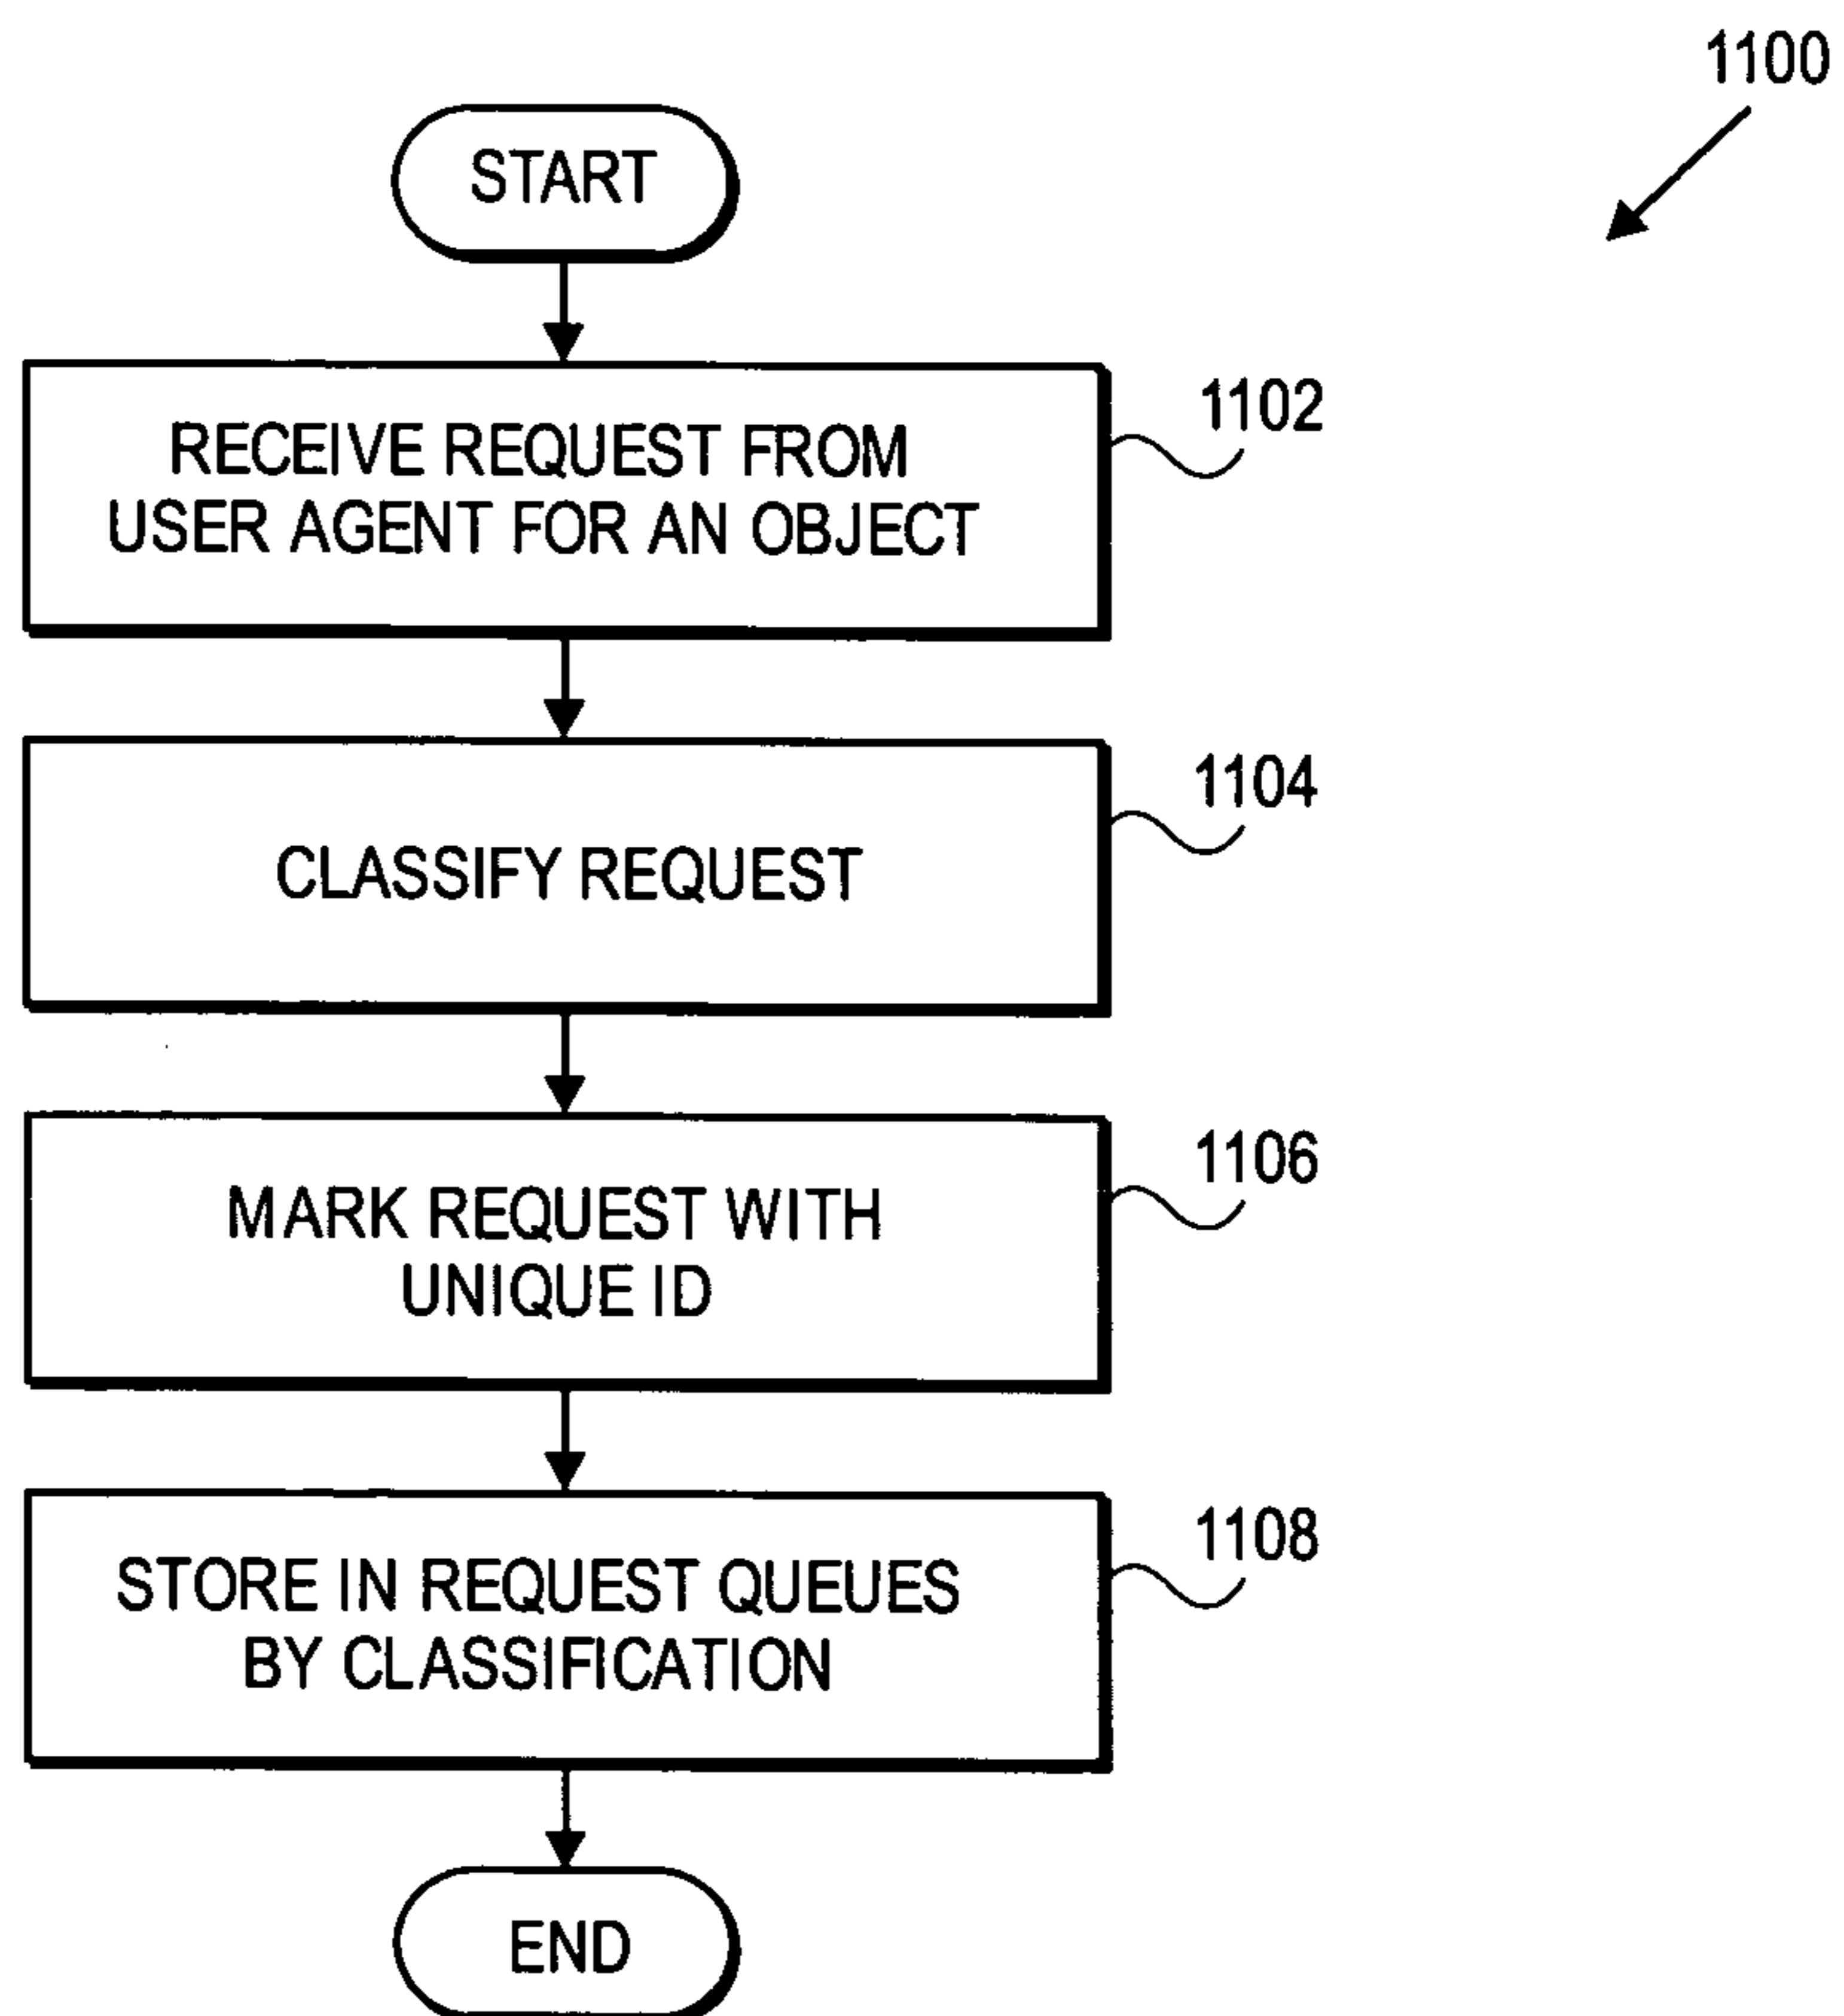 1100
START
RECEIVE REQUEST FROM
USER AGENT FOR AN OBJECT
1102
CLASSIFY REQUEST
1104
MARK REQUEST WITH
UNIQUE ID
1106
STORE IN REQUEST QUEUES
BY CLASSIFICATION
1108
END